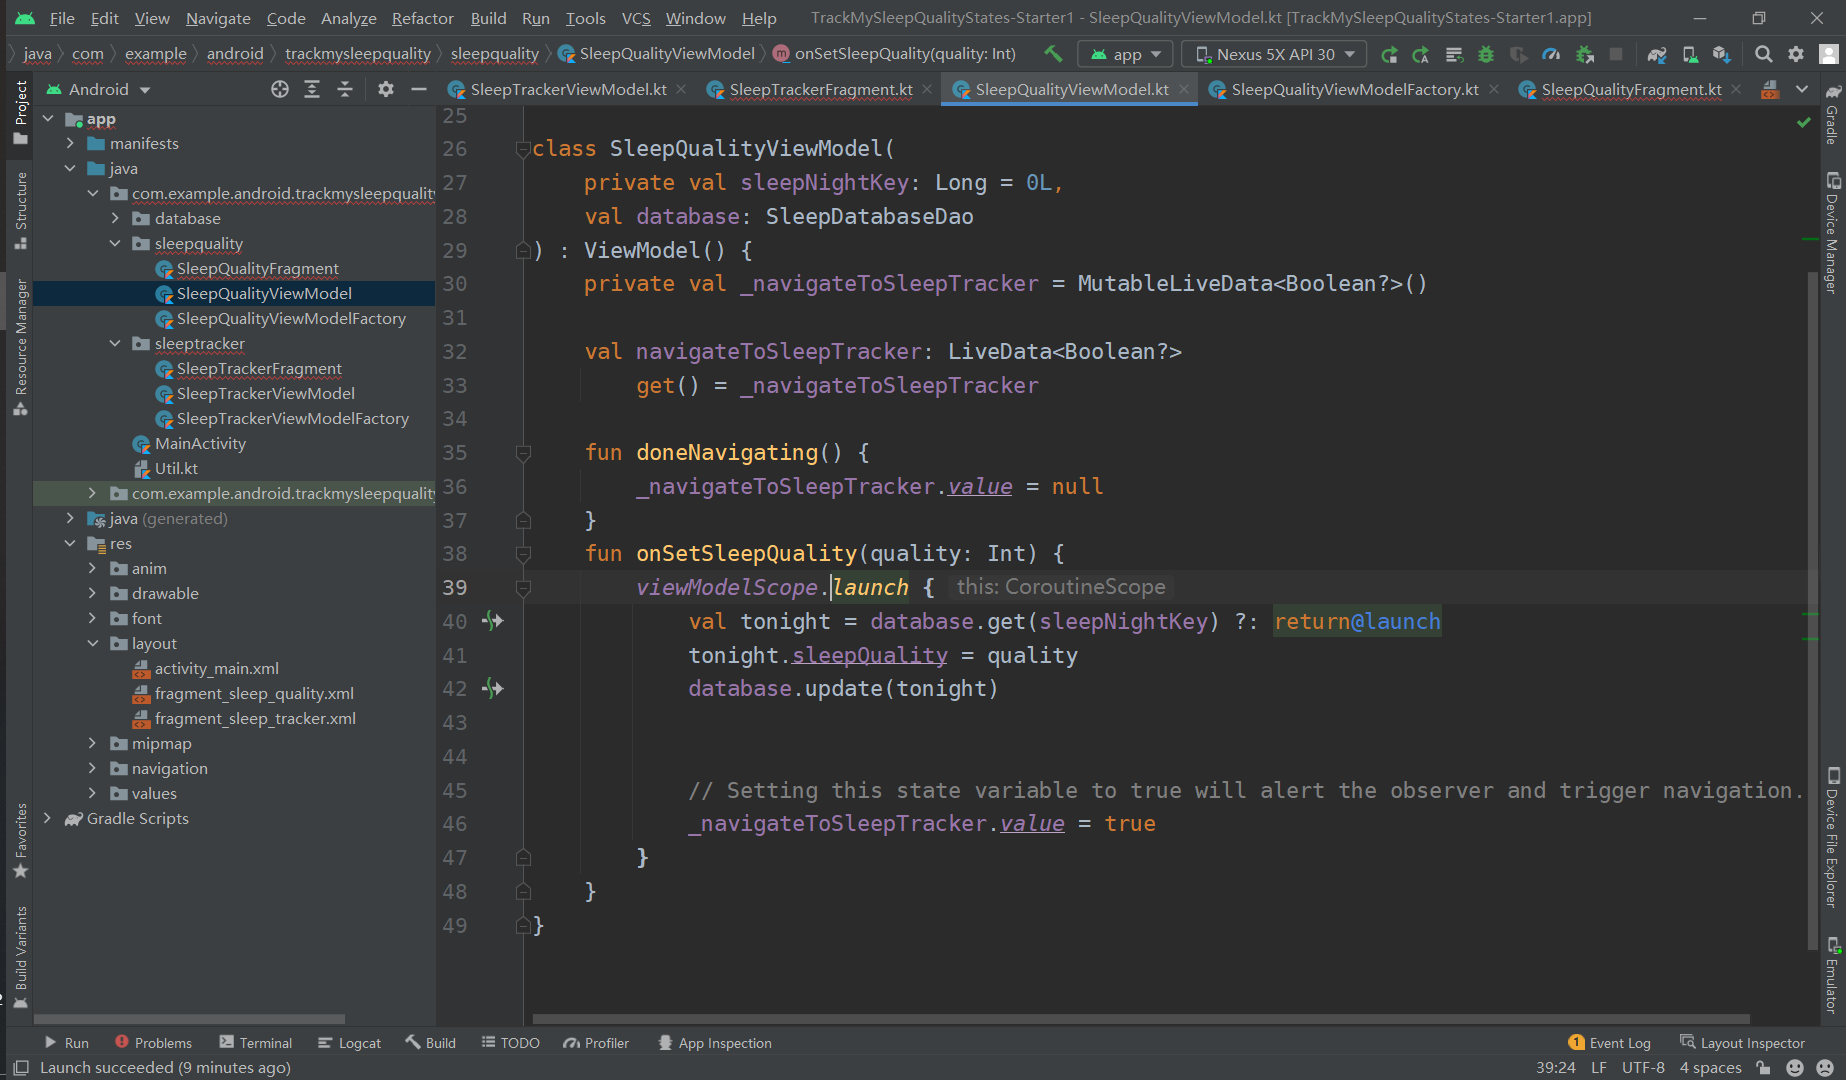 File Edit View Navigate Code Analyze Refactor Build Run Tools VCS Window Help TrackMySleepQualityStates-Starter1 - SleepQualityViewModel.kt [TrackMySleepQualityStates-Starter1.app]
java com example android trackmysleepquality sleepquality SleepQualityViewModel onSetSleepQuality(quality: Int) app Nexus 5X API 30
Android SleepTrackerViewModel.kt SleepTrackerFragment.kt SleepQualityViewModel.kt SleepQualityViewModelFactory.kt SleepQualityFragment.kt
Project
Structure
Resource Manager
Favorites
Build Variants
app
manifests
java
com.example.android.trackmysleepquality
database
sleepquality
SleepQualityFragment
SleepQualityViewModel
SleepQualityViewModelFactory
sleeptracker
SleepTrackerFragment
SleepTrackerViewModel
SleepTrackerViewModelFactory
MainActivity
Util.kt
com.example.android.trackmysleepquality
java (generated)
res
anim
drawable
font
layout
activity_main.xml
fragment_sleep_quality.xml
fragment_sleep_tracker.xml
mipmap
navigation
values
Gradle Scripts
25
26 class SleepQualityViewModel(
27 private val sleepNightKey: Long = 0L,
28 val database: SleepDatabaseDao
29 ) : ViewModel() {
30 private val _navigateToSleepTracker = MutableLiveData<Boolean?>()
31
32 val navigateToSleepTracker: LiveData<Boolean?>
33 get() = _navigateToSleepTracker
34
35 fun doneNavigating() {
36 _navigateToSleepTracker.value = null
37 }
38 fun onSetSleepQuality(quality: Int) {
39 viewModelScope.launch { this: CoroutineScope
40 val tonight = database.get(sleepNightKey) ?: return@launch
41 tonight.sleepQuality = quality
42 database.update(tonight)
43
44
45 // Setting this state variable to true will alert the observer and trigger navigation.
46 _navigateToSleepTracker.value = true
47 }
48 }
49 }
Gradle
Device Manager
Device File Explorer
Emulator
Run Problems Terminal Logcat Build TODO Profiler App Inspection 1 Event Log Layout Inspector
Launch succeeded (9 minutes ago) 39:24 LF UTF-8 4 spaces